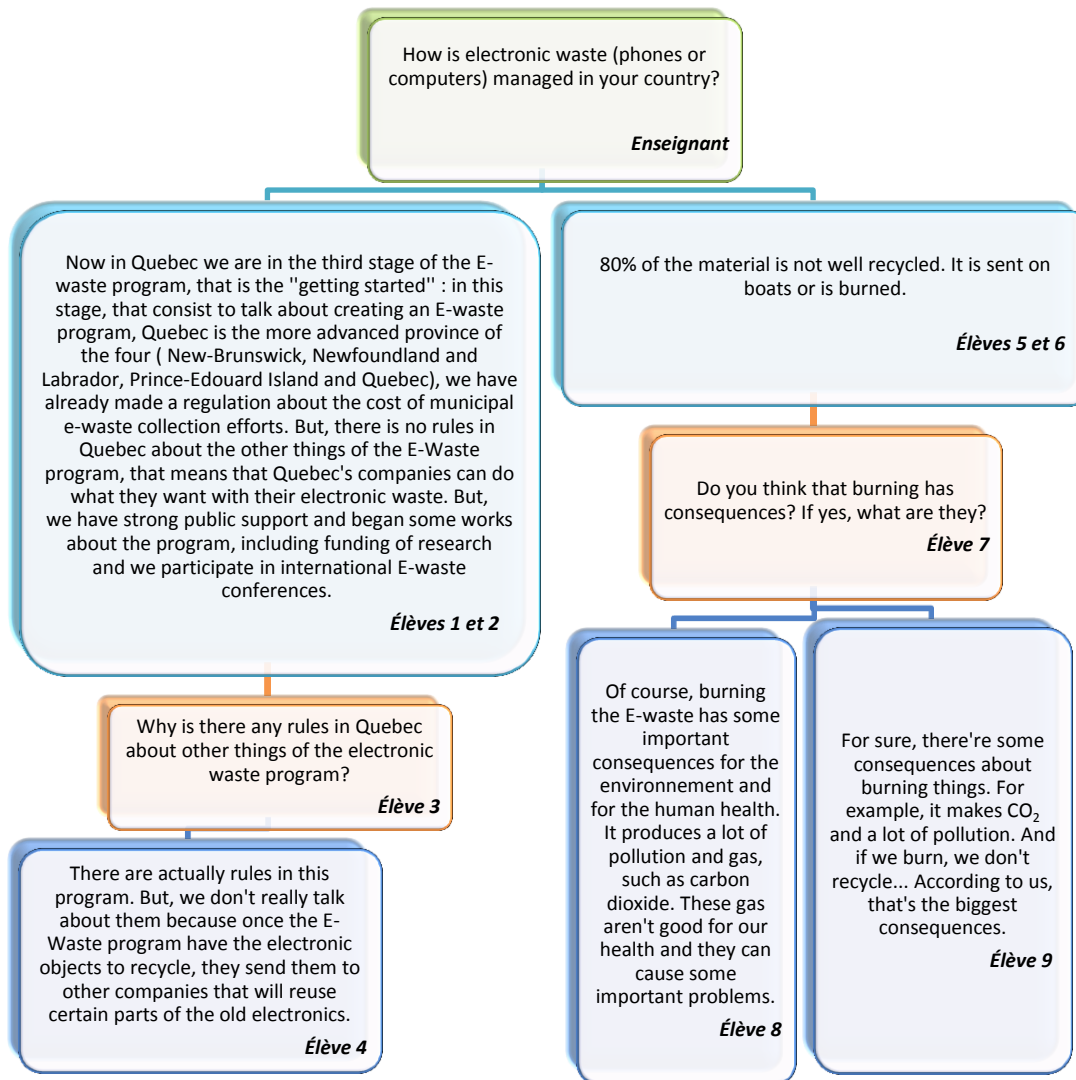 How is electronic waste (phones or
computers) managed in your country?
Enseignant
Now in Quebec we are in the third stage of the E-
waste program, that is the ''getting started'' : in this
stage, that consist to talk about creating an E-waste
program, Quebec is the more advanced province of
the four ( New-Brunswick, Newfoundland and
Labrador, Prince-Edouard Island and Quebec), we have
already made a regulation about the cost of municipal
e-waste collection efforts. But, there is no rules in
Quebec about the other things of the E-Waste
program, that means that Quebec's companies can do
what they want with their electronic waste. But,
we have strong public support and began some works
about the program, including funding of research
and we participate in international E-waste
conferences.
Élèves 1 et 2
Why is there any rules in Quebec
about other things of the electronic
waste program?
Élève 3
There are actually rules in this
program. But, we don't really talk
about them because once the E-
Waste program have the electronic
objects to recycle, they send them to
other companies that will reuse
certain parts of the old electronics.
Élève 4
80% of the material is not well recycled. It is sent on
boats or is burned.
Élèves 5 et 6
Do you think that burning has
consequences? If yes, what are they?
Élève 7
Of course, burning
the E-waste has some
important
consequences for the
environnement and
for the human health.
It produces a lot of
pollution and gas,
such as carbon
dioxide. These gas
aren't good for our
health and they can
cause some
important problems.
Élève 8
For sure, there're some
consequences about
burning things. For
example, it makes CO₂
and a lot of pollution. And
if we burn, we don't
recycle... According to us,
that's the biggest
consequences.
Élève 9